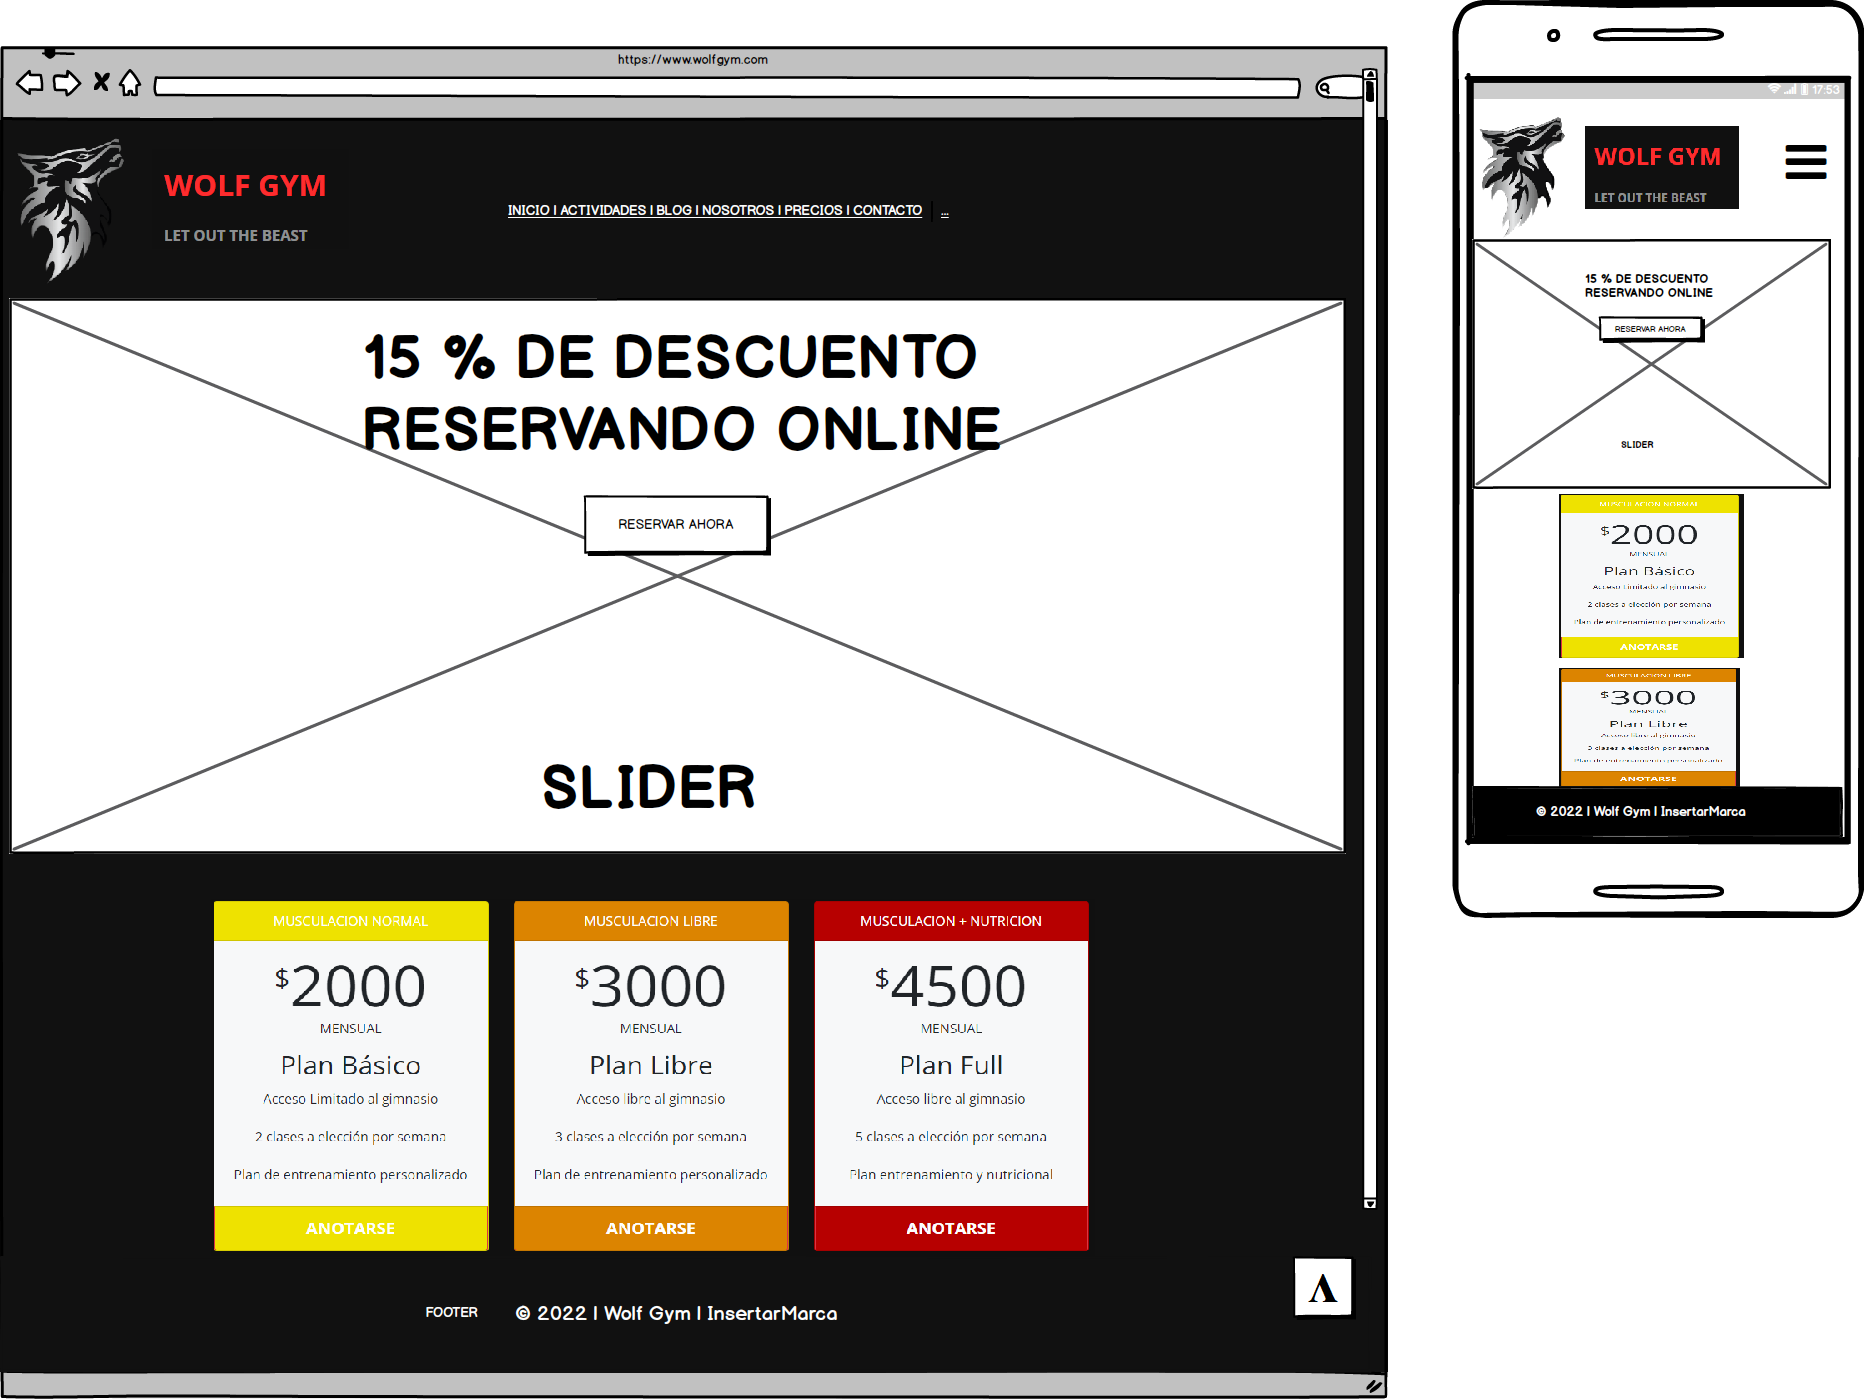 https://www.wolfgym.com
WOLF GYM
LET OUT THE BEAST
INICIO | ACTIVIDADES | BLOG | NOSOTROS | PRECIOS | CONTACTO ...
15 % DE DESCUENTO
RESERVANDO ONLINE
RESERVAR AHORA
SLIDER
MUSCULACION NORMAL
$2000
MENSUAL
Plan Básico
Acceso Limitado al gimnasio
2 clases a elección por semana
Plan de entrenamiento personalizado
ANOTARSE
MUSCULACION LIBRE
$3000
MENSUAL
Plan Libre
Acceso libre al gimnasio
3 clases a elección por semana
Plan de entrenamiento personalizado
ANOTARSE
MUSCULACION + NUTRICION
$4500
MENSUAL
Plan Full
Acceso libre al gimnasio
5 clases a elección por semana
Plan entrenamiento y nutricional
ANOTARSE
FOOTER
© 2022 | Wolf Gym | InsertarMarca
Λ
17:53
WOLF GYM
LET OUT THE BEAST
15 % DE DESCUENTO
RESERVANDO ONLINE
RESERVAR AHORA
SLIDER
MUSCULACION NORMAL
$2000
MENSUAL
Plan Básico
Acceso Limitado al gimnasio
2 clases a elección por semana
Plan de entrenamiento personalizado
ANOTARSE
MUSCULACION LIBRE
$3000
MENSUAL
Plan Libre
Acceso libre al gimnasio
3 clases a elección por semana
Plan de entrenamiento personalizado
ANOTARSE
© 2022 | Wolf Gym | InsertarMarca